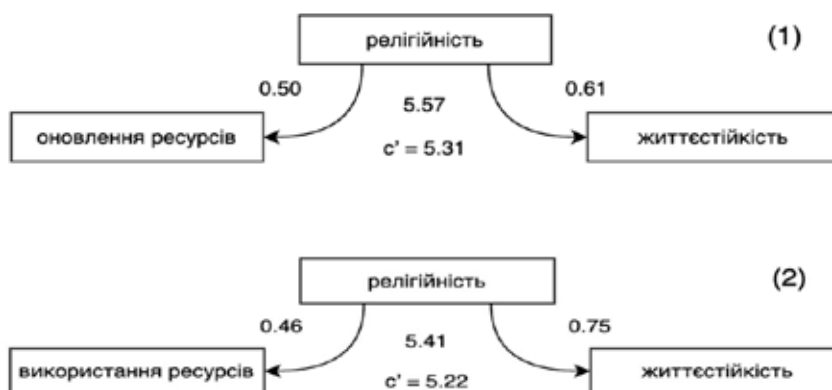 релігійність
(1)
0.50
0.61
5.57
оновлення ресурсів
життєстійкість
c' = 5.31
релігійність
(2)
0.46
0.75
5.41
використання ресурсів
життєстійкість
c' = 5.22